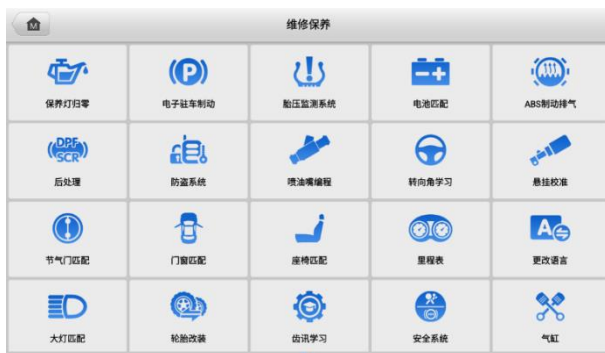 维修保养
保养灯归零
电子驻车制动
胎压监测系统
电池匹配
ABS制动排气
DPF
SCR
后处理
防盗系统
喷油嘴编程
转向角学习
悬挂校准
节气门匹配
门窗匹配
座椅匹配
里程表
A
更改语言
大灯匹配
轮胎改装
齿讯学习
安全系统
气缸